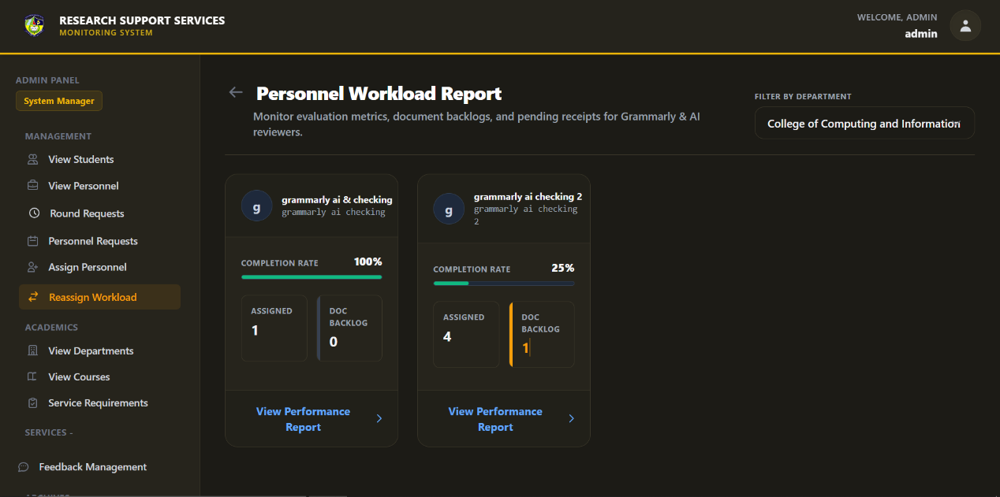 RESEARCH SUPPORT SERVICES
MONITORING SYSTEM
WELCOME, ADMIN
admin
ADMIN PANEL
System Manager
MANAGEMENT
View Students
View Personnel
Round Requests
Personnel Requests
Assign Personnel
Reassign Workload
ACADEMICS
View Departments
View Courses
Service Requirements
SERVICES -
Feedback Management
ARCHIVES
Personnel Workload Report
Monitor evaluation metrics, document backlogs, and pending receipts for Grammarly & AI
reviewers.
FILTER BY DEPARTMENT
College of Computing and Information
g
grammarly ai & checking
grammarly ai checking
COMPLETION RATE
100%
ASSIGNED
1
DOC
BACKLOG
0
View Performance
Report
g
grammarly ai checking 2
grammarly ai checking
2
COMPLETION RATE
25%
ASSIGNED
4
DOC
BACKLOG
1
View Performance
Report